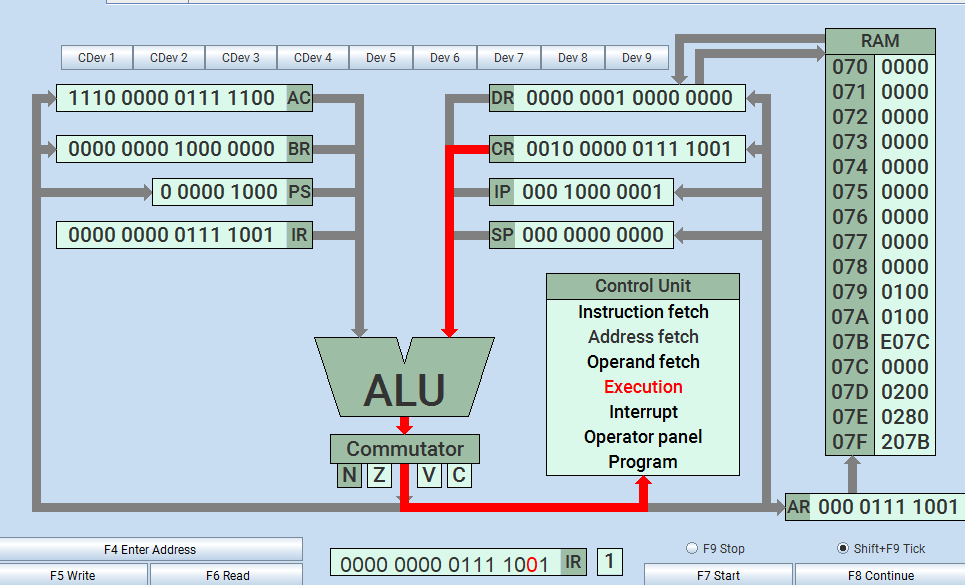 CDev 1 CDev 2 CDev 3 CDev 4 Dev 5 Dev 6 Dev 7 Dev 8 Dev 9
RAM
070 0000
071 0000
072 0000
073 0000
074 0000
075 0000
076 0000
077 0000
078 0000
079 0100
07A 0100
07B E07C
07C 0000
07D 0200
07E 0280
07F 207B
1110 0000 0111 1100 AC
DR 0000 0001 0000 0000
0000 0000 1000 0000 BR
CR 0010 0000 0111 1001
0 0000 1000 PS
IP 000 1000 0001
0000 0000 0111 1001 IR
SP 000 0000 0000
Control Unit
Instruction fetch
Address fetch
Operand fetch
Execution
Interrupt
Operator panel
Program
ALU
Commutator
N Z V C
AR 000 0111 1001
F4 Enter Address
F5 Write F6 Read
0000 0000 0111 1001 IR 1
F9 Stop Shift+F9 Tick
F7 Start F8 Continue